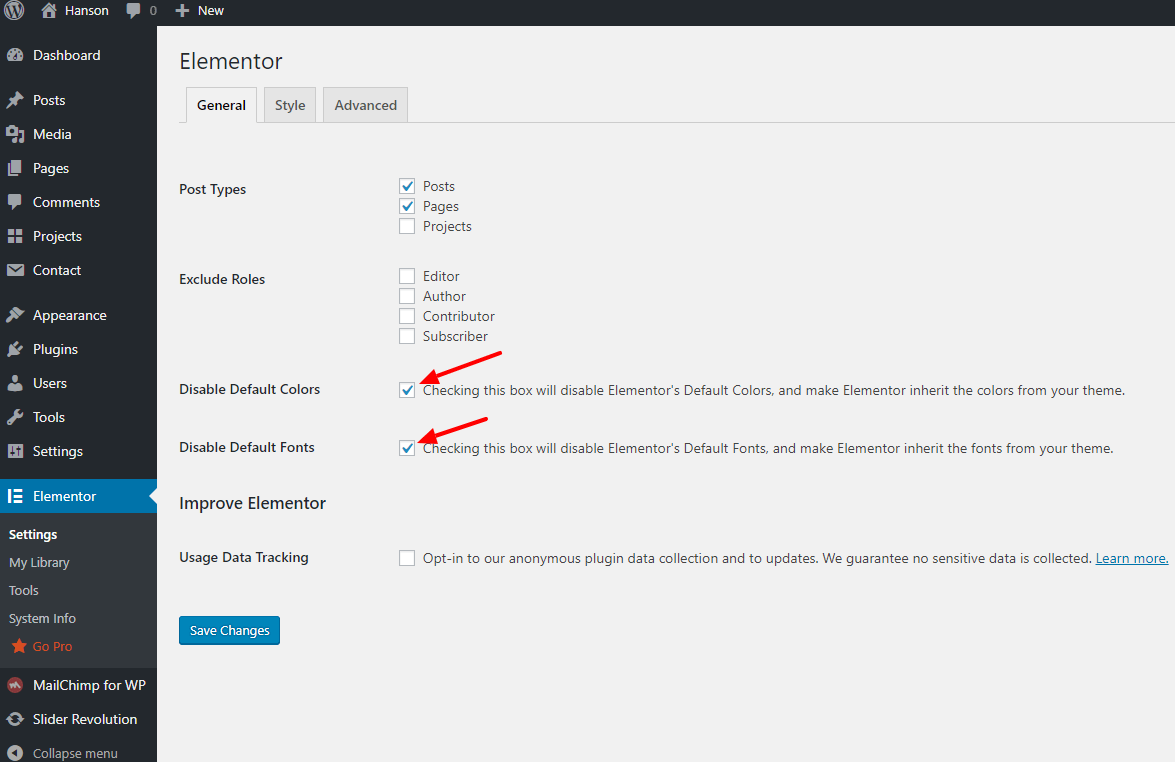 Hanson 0 New
Dashboard
Posts
Media
Pages
Comments
Projects
Contact
Appearance
Plugins
Users
Tools
Settings
Elementor
Settings
My Library
Tools
System Info
Go Pro
MailChimp for WP
Slider Revolution
Collapse menu
Elementor
General Style Advanced
Post Types
Posts
Pages
Projects
Exclude Roles
Editor
Author
Contributor
Subscriber
Disable Default Colors
Checking this box will disable Elementor's Default Colors, and make Elementor inherit the colors from your theme.
Disable Default Fonts
Checking this box will disable Elementor's Default Fonts, and make Elementor inherit the fonts from your theme.
Improve Elementor
Usage Data Tracking
Opt-in to our anonymous plugin data collection and to updates. We guarantee no sensitive data is collected. Learn more.
Save Changes